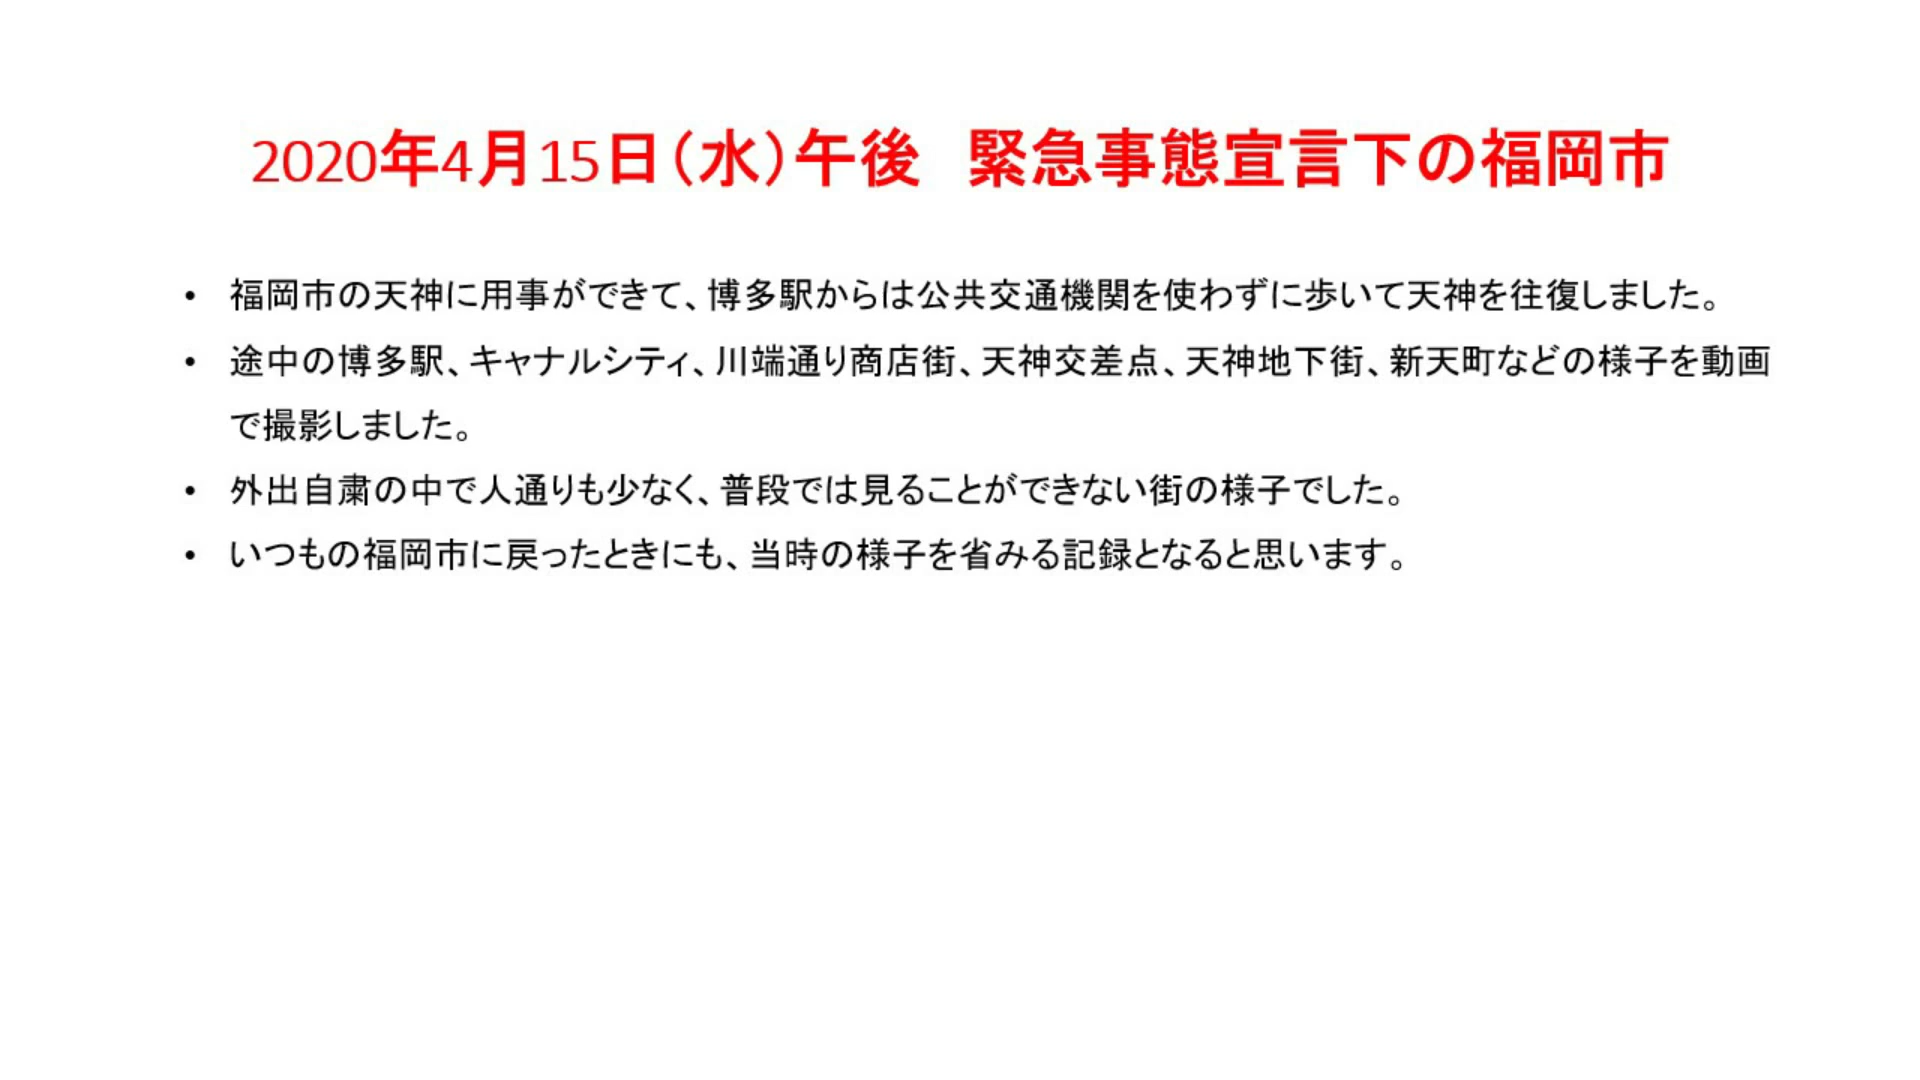 2020年4月15日（水）午後　緊急事態宣言下の福岡市
• 福岡市の天神に用事ができて、博多駅からは公共交通機関を使わずに歩いて天神を往復しました。
• 途中の博多駅、キャナルシティ、川端通り商店街、天神交差点、天神地下街、新天町などの様子を動画
で撮影しました。
• 外出自粛の中で人通りも少なく、普段では見ることができない街の様子でした。
• いつもの福岡市に戻ったときにも、当時の様子を省みる記録となると思います。